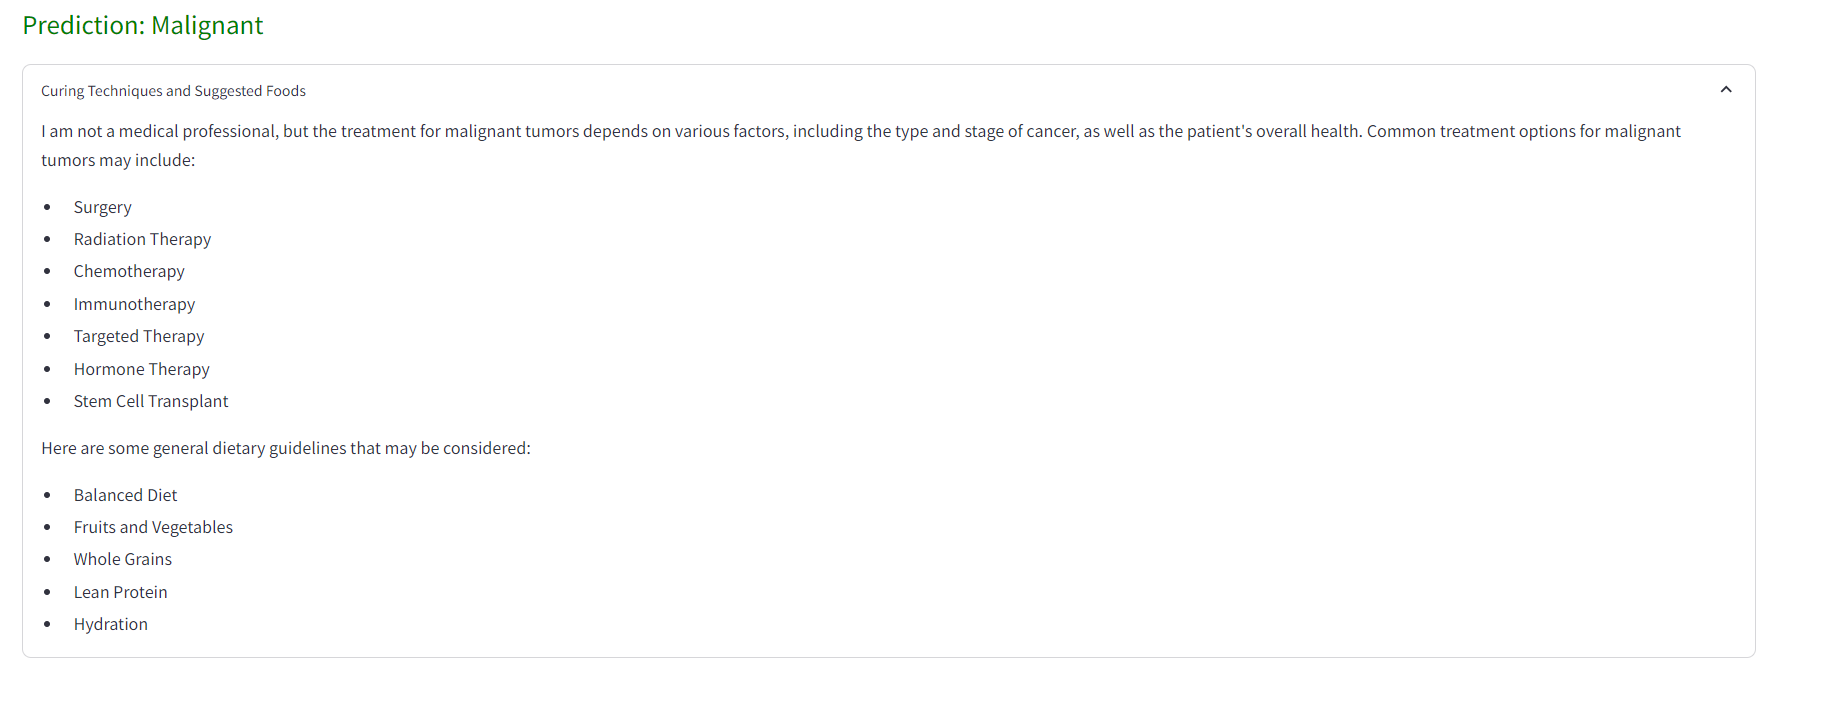 Prediction: Malignant
Curing Techniques and Suggested Foods
I am not a medical professional, but the treatment for malignant tumors depends on various factors, including the type and stage of cancer, as well as the patient's overall health. Common treatment options for malignant
tumors may include:
• Surgery
• Radiation Therapy
• Chemotherapy
• Immunotherapy
• Targeted Therapy
• Hormone Therapy
• Stem Cell Transplant
Here are some general dietary guidelines that may be considered:
• Balanced Diet
• Fruits and Vegetables
• Whole Grains
• Lean Protein
• Hydration